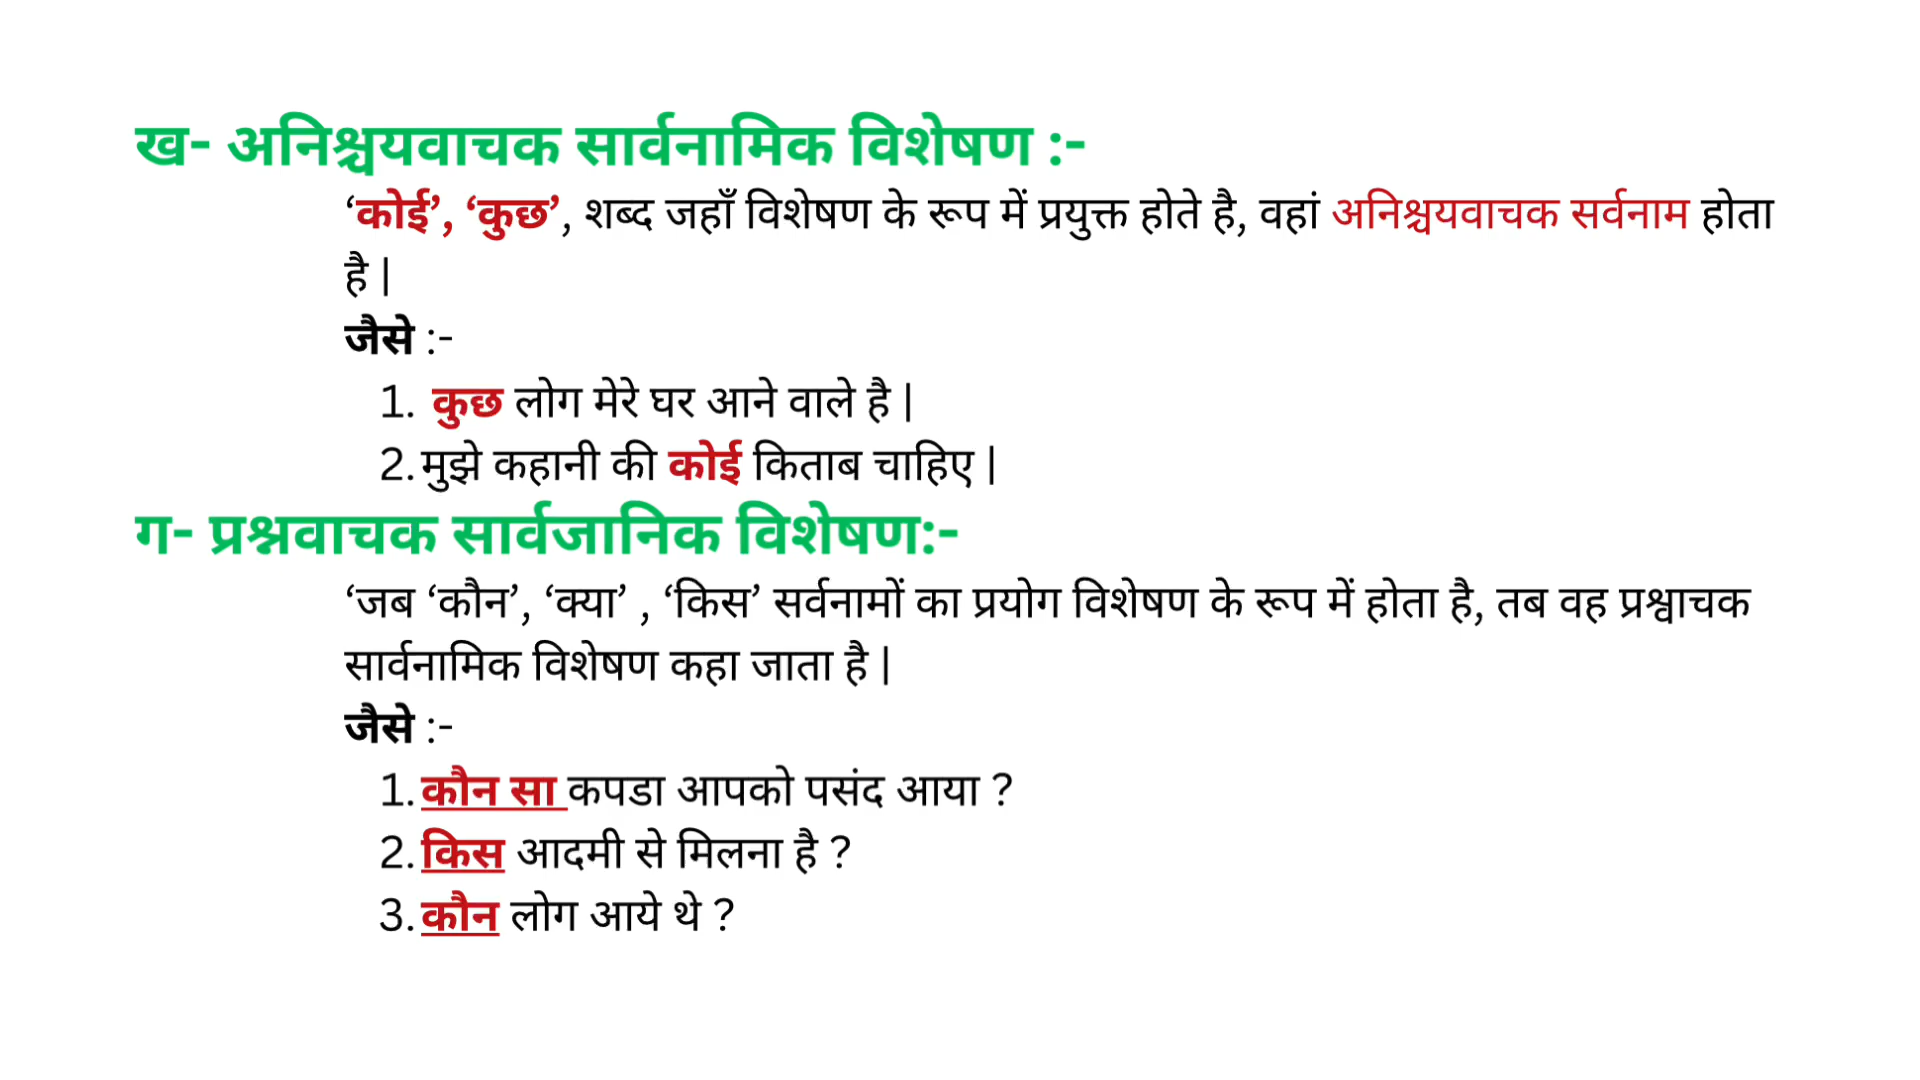 ख- अनिश्चयवाचक सार्वनामिक विशेषण :-
‘कोई’, ‘कुछ’, शब्द जहाँ विशेषण के रूप में प्रयुक्त होते है, वहां अनिश्चयवाचक सर्वनाम होता
है |
जैसे :-
1. कुछ लोग मेरे घर आने वाले है |
2. मुझे कहानी की कोई किताब चाहिए |
ग- प्रश्नवाचक सार्वजानिक विशेषण:-
‘जब ‘कौन’, ‘क्या’ , ‘किस’ सर्वनामों का प्रयोग विशेषण के रूप में होता है, तब वह प्रश्वाचक
सार्वनामिक विशेषण कहा जाता है |
जैसे :-
1. कौन सा कपडा आपको पसंद आया ?
2. किस आदमी से मिलना है ?
3. कौन लोग आये थे ?